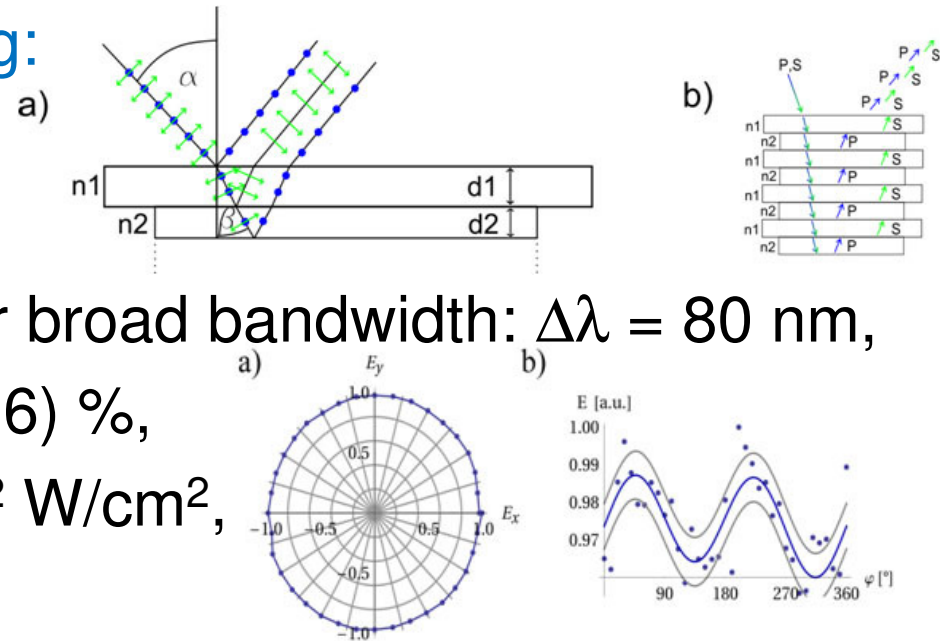 g:
a)
α
n1
d1
n2
β
d2
b)
P,S
P S
P S
P S
n1
S
n2
P
n1
S
n2
P
n1
S
n2
P
n1
S
n2
P
r broad bandwidth: Δλ = 80 nm,
6) %,
² W/cm²,
a)
E_y
1.0
0.5
-1.0 -0.5 0.5 1.0 E_x
-0.5
-1.0
b)
E [a.u.]
1.00
0.99
0.98
0.97
90 180 270 360 φ [°]